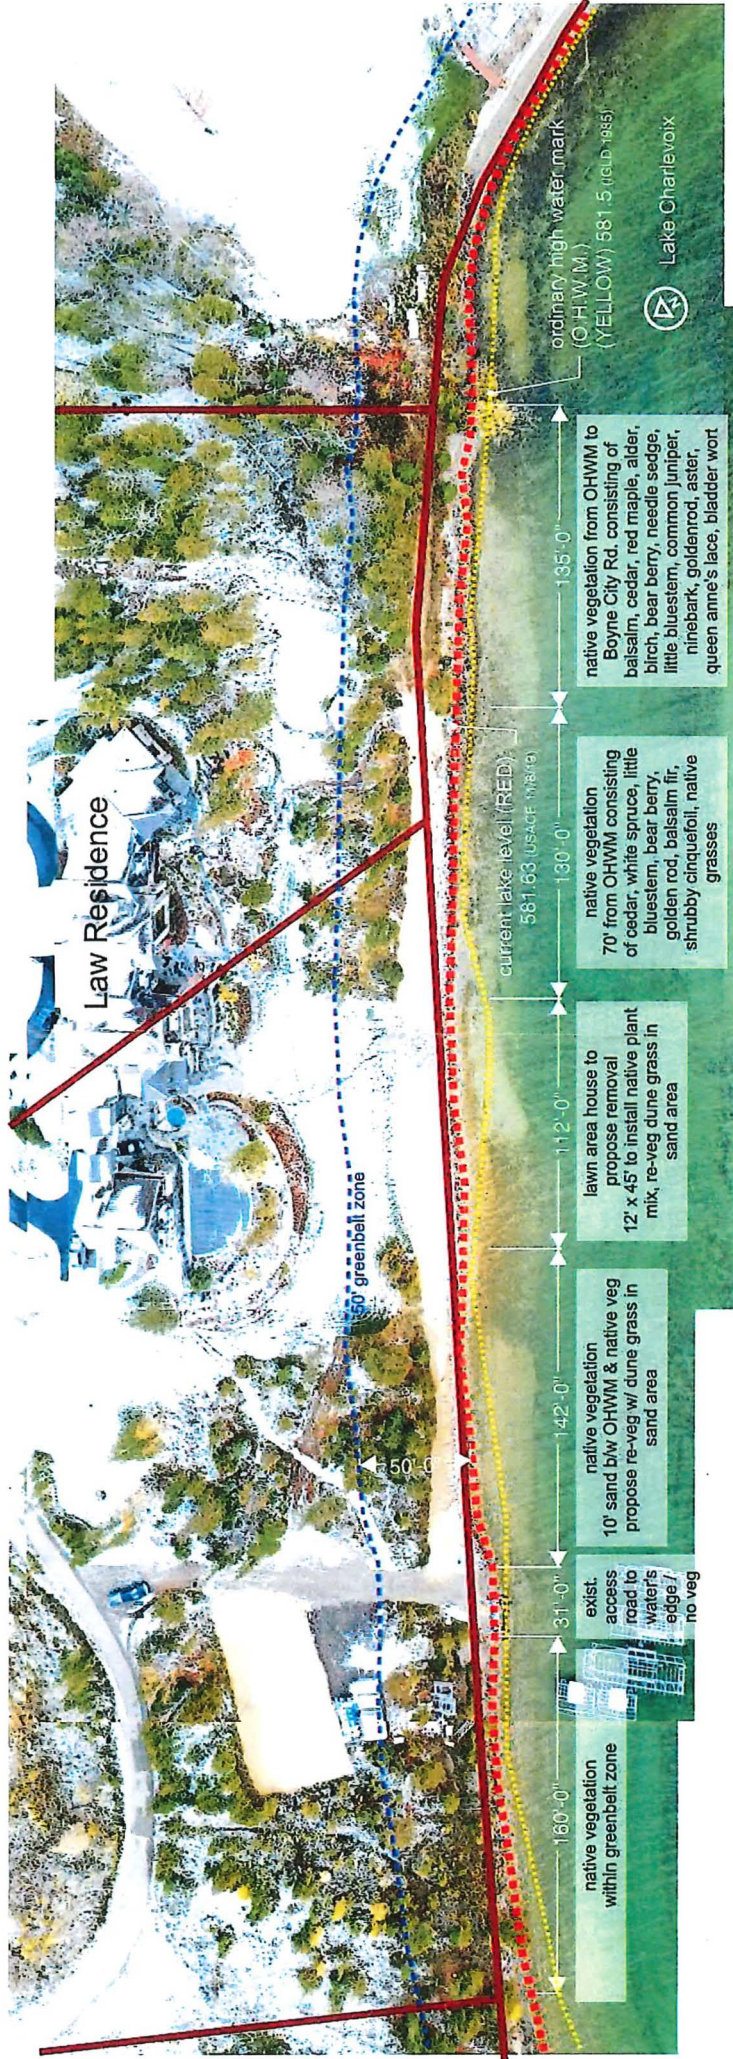 Law Residence
50' greenbelt zone
50'-0"
current lake level (RED):
581.63 (USACE 11/8/19)
ordinary high water mark
(O.H.W.M.)
(YELLOW) 581.5 (IGLD 1985)
Lake Charlevoix
160'-0"
31'-0"
142'-0"
112'-0"
130'-0"
135'-0"
native vegetation
within greenbelt zone
exist.
access
road to
water's
edge /
no veg
native vegetation
10' sand b/w OHWM & native veg
propose re-veg w/ dune grass in
sand area
lawn area house to
propose removal
12' x 45' to install native plant
mix, re-veg dune grass in
sand area
native vegetation
70' from OHWM consisting
of cedar, white spruce, little
bluestem, bear berry,
golden rod, balsalm fir,
shrubby cinquefoil, native
grasses
native vegetation from OHWM to
Boyne City Rd. consisting of
balsalm, cedar, red maple, alder,
birch, bear berry, needle sedge,
little bluestem, common juniper,
ninebark, goldenrod, aster,
queen anne's lace, bladder wort